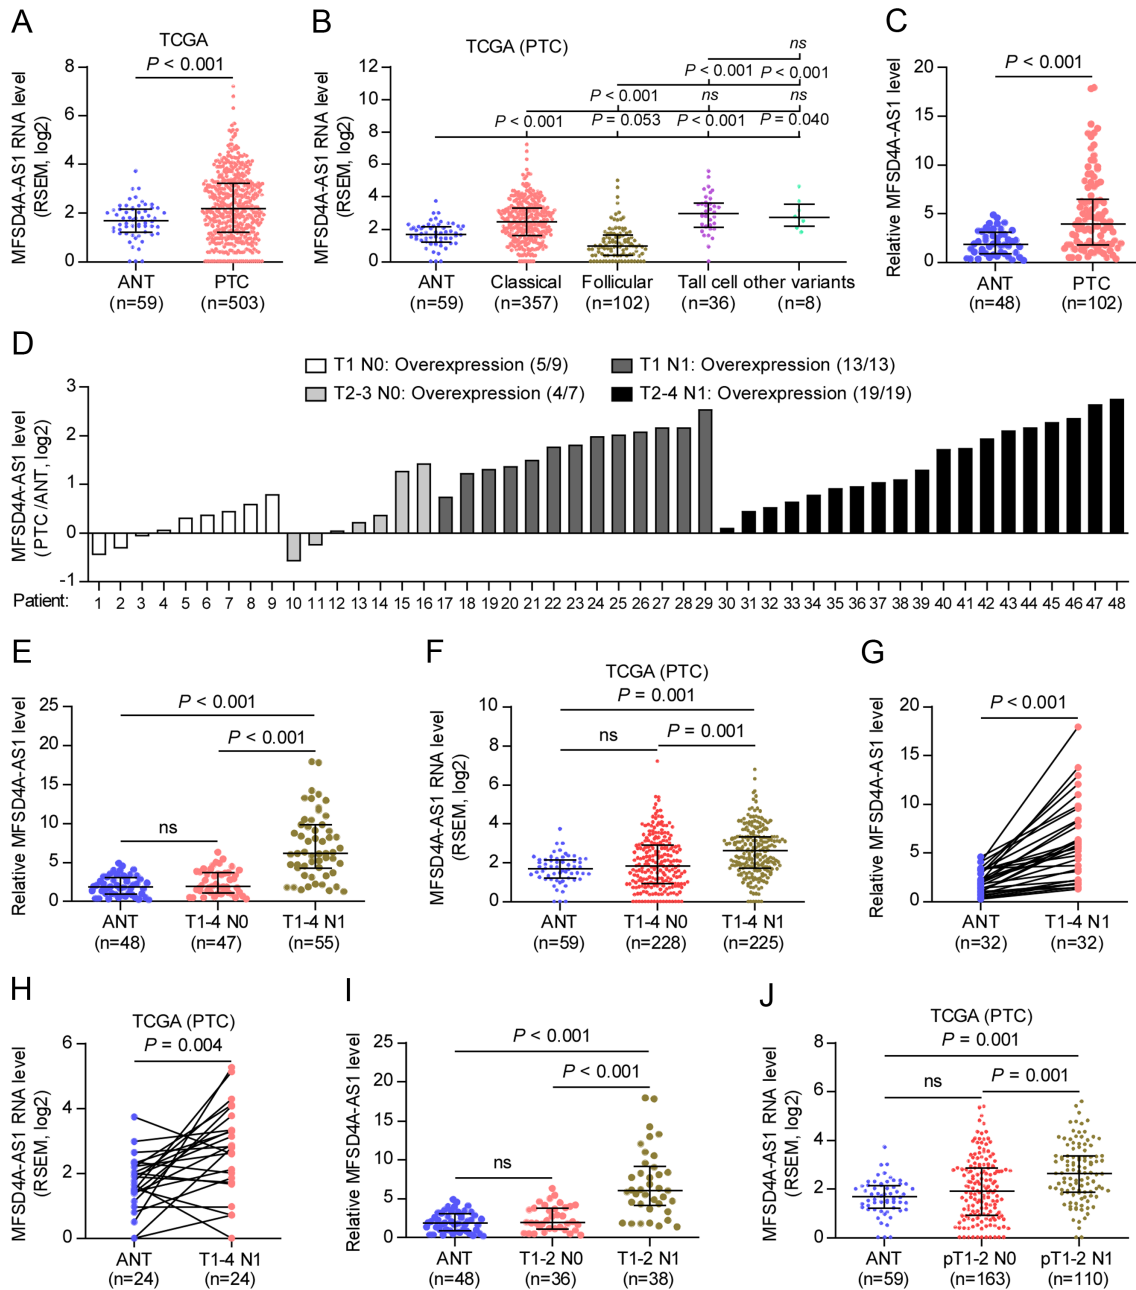 A
TCGA
P < 0.001
MFSD4A-AS1 RNA level
(RSEM, log2)
8
6
4
2
0
ANT
(n=59)
PTC
(n=503)
B
TCGA (PTC)
ns
P < 0.001 P < 0.001
P < 0.001 ns ns
P < 0.001 P = 0.053 P < 0.001 P = 0.040
MFSD4A-AS1 RNA level
(RSEM, log2)
12
10
8
6
4
2
0
ANT Classical Follicular Tall cell other variants
(n=59) (n=357) (n=102) (n=36) (n=8)
C
P < 0.001
Relative MFSD4A-AS1 level
20
15
10
5
0
ANT PTC
(n=48) (n=102)
D
T1 N0: Overexpression (5/9)
T1 N1: Overexpression (13/13)
T2-3 N0: Overexpression (4/7)
T2-4 N1: Overexpression (19/19)
MFSD4A-AS1 level
(PTC /ANT, log2)
3
2
1
0
-1
Patient: 1 2 3 4 5 6 7 8 9 10 11 12 13 14 15 16 17 18 19 20 21 22 23 24 25 26 27 28 29 30 31 32 33 34 35 36 37 38 39 40 41 42 43 44 45 46 47 48
E
P < 0.001
P < 0.001
ns
Relative MFSD4A-AS1 level
25
20
15
10
5
0
ANT T1-4 N0 T1-4 N1
(n=48) (n=47) (n=55)
F
TCGA (PTC)
P = 0.001
ns P = 0.001
MFSD4A-AS1 RNA level
(RSEM, log2)
10
8
6
4
2
0
ANT T1-4 N0 T1-4 N1
(n=59) (n=228) (n=225)
G
P < 0.001
Relative MFSD4A-AS1 level
20
15
10
5
0
ANT T1-4 N1
(n=32) (n=32)
H
TCGA (PTC)
P = 0.004
MFSD4A-AS1 RNA level
(RSEM, log2)
6
4
2
0
ANT T1-4 N1
(n=24) (n=24)
I
P < 0.001
P < 0.001
ns
Relative MFSD4A-AS1 level
25
20
15
10
5
0
ANT T1-2 N0 T1-2 N1
(n=48) (n=36) (n=38)
J
TCGA (PTC)
P = 0.001
ns P = 0.001
MFSD4A-AS1 RNA level
(RSEM, log2)
8
6
4
2
0
ANT pT1-2 N0 pT1-2 N1
(n=59) (n=163) (n=110)